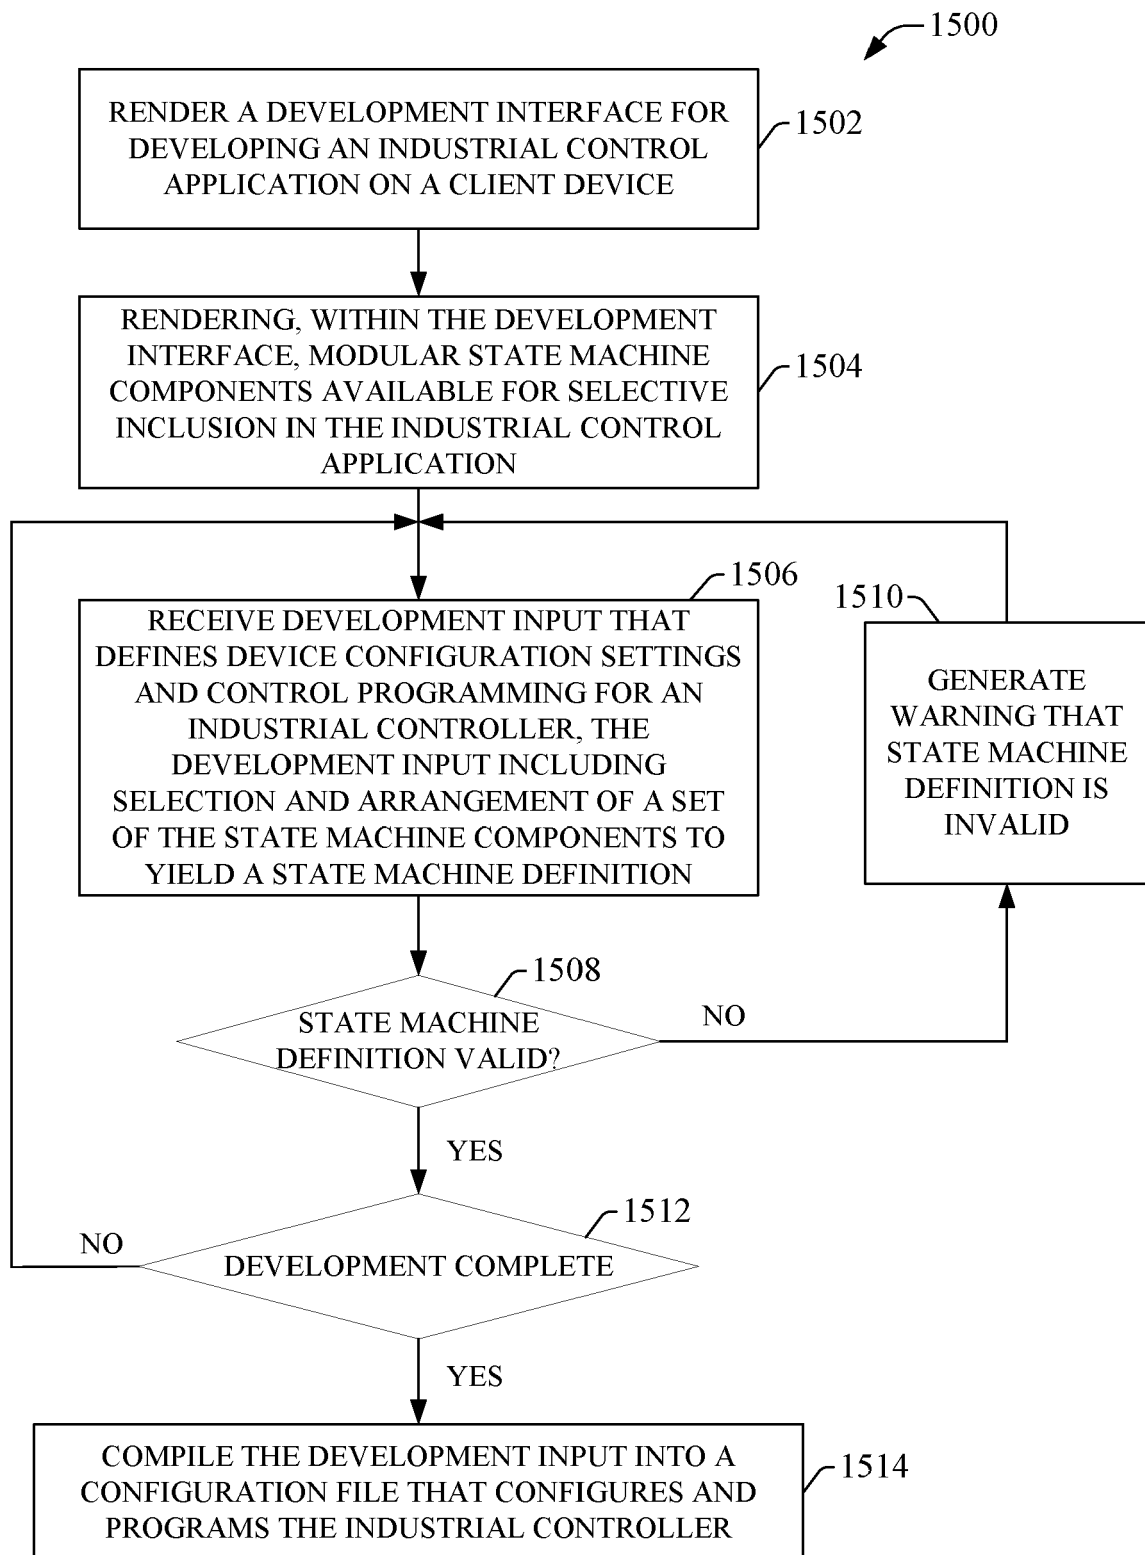 1500
RENDER A DEVELOPMENT INTERFACE FOR
DEVELOPING AN INDUSTRIAL CONTROL
APPLICATION ON A CLIENT DEVICE
1502
RENDERING, WITHIN THE DEVELOPMENT
INTERFACE, MODULAR STATE MACHINE
COMPONENTS AVAILABLE FOR SELECTIVE
INCLUSION IN THE INDUSTRIAL CONTROL
APPLICATION
1504
RECEIVE DEVELOPMENT INPUT THAT
DEFINES DEVICE CONFIGURATION SETTINGS
AND CONTROL PROGRAMMING FOR AN
INDUSTRIAL CONTROLLER, THE
DEVELOPMENT INPUT INCLUDING
SELECTION AND ARRANGEMENT OF A SET
OF THE STATE MACHINE COMPONENTS TO
YIELD A STATE MACHINE DEFINITION
1506
1510
GENERATE
WARNING THAT
STATE MACHINE
DEFINITION IS
INVALID
1508
STATE MACHINE
DEFINITION VALID?
NO
YES
1512
DEVELOPMENT COMPLETE
NO
YES
COMPILE THE DEVELOPMENT INPUT INTO A
CONFIGURATION FILE THAT CONFIGURES AND
PROGRAMS THE INDUSTRIAL CONTROLLER
1514